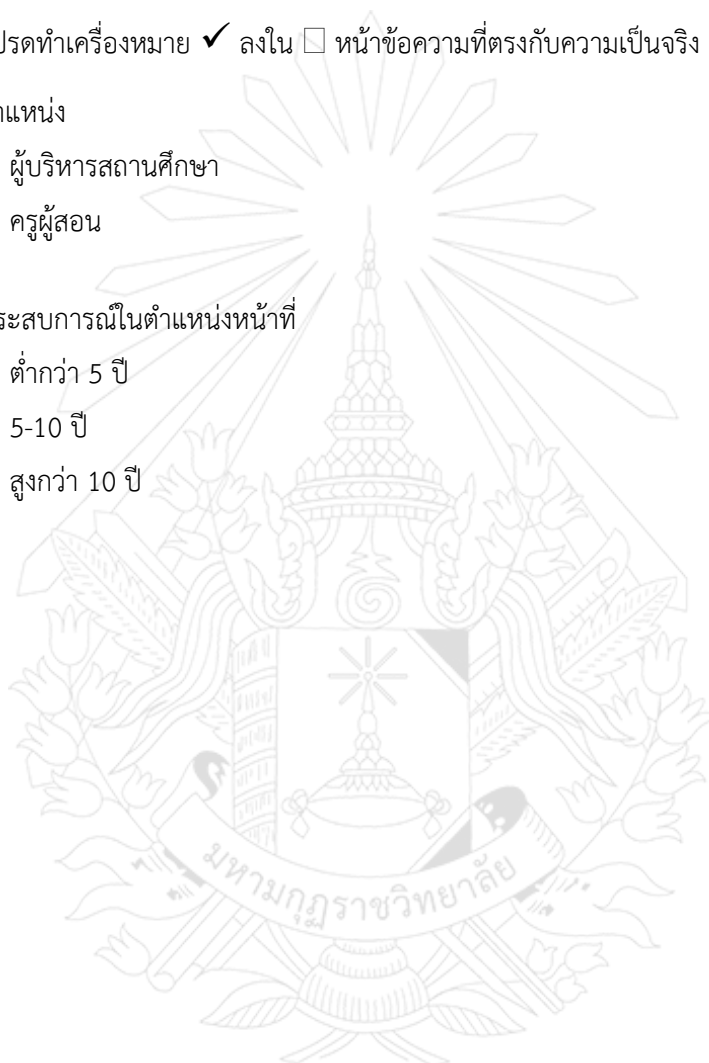 ปรดทำเครื่องหมาย ✓ ลงใน □ หน้าข้อความที่ตรงกับความเป็นจริง
ำแหน่ง
ผู้บริหารสถานศึกษา
ครูผู้สอน
ระสบการณ์ในตำแหน่งหน้าที่
ต่ำกว่า 5 ปี
5-10 ปี
สูงกว่า 10 ปี
มหามกุฏราชวิทยาลัย